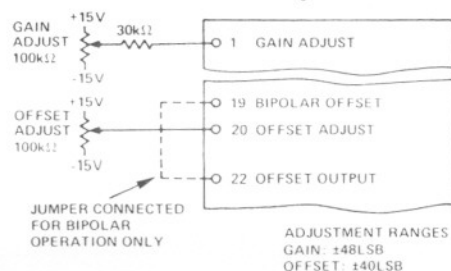 +15V
GAIN
ADJUST
100kΩ
30kΩ
-15V
1 GAIN ADJUST
+15V
OFFSET
ADJUST
100kΩ
-15V
19 BIPOLAR OFFSET
20 OFFSET ADJUST
22 OFFSET OUTPUT
JUMPER CONNECTED
FOR BIPOLAR
OPERATION ONLY
ADJUSTMENT RANGES
GAIN: ±48LSB
OFFSET: ±40LSB